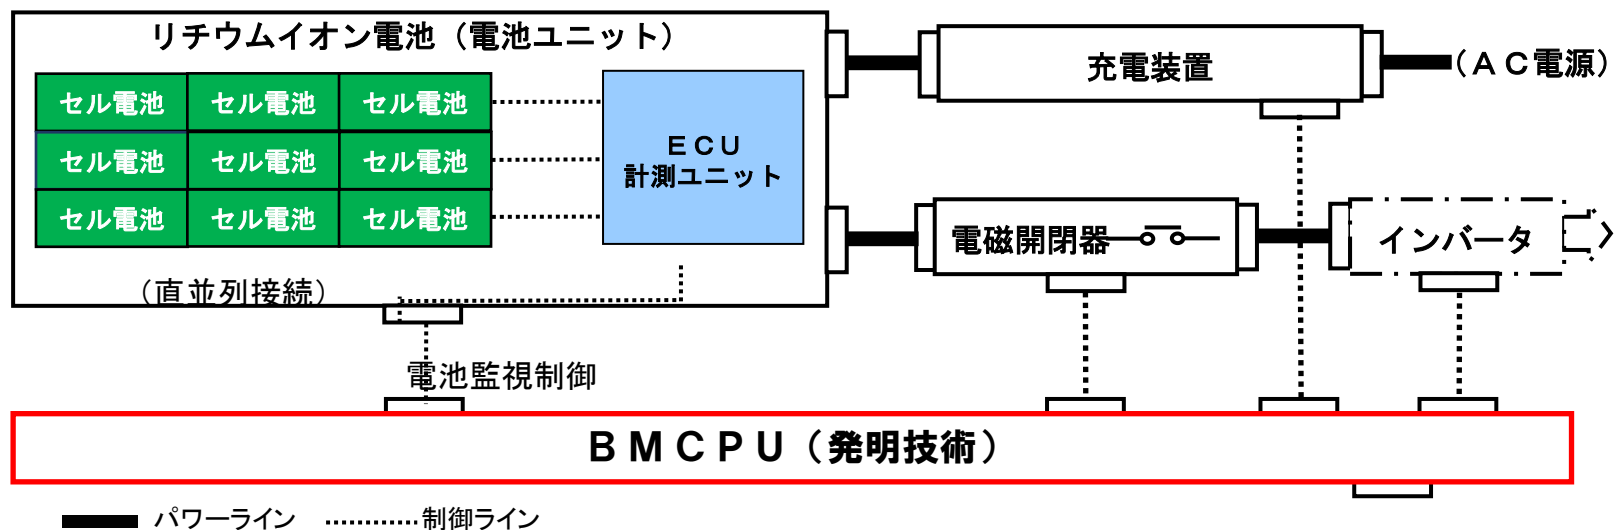 リチウムイオン電池（電池ユニット）
セル電池 セル電池 セル電池
セル電池 セル電池 セル電池
セル電池 セル電池 セル電池
ＥＣＵ
計測ユニット
（直並列接続）
充電装置
（ＡＣ電源）
電磁開閉器
インバータ
電池監視制御
ＢＭＣＰＵ（発明技術）
パワーライン 制御ライン